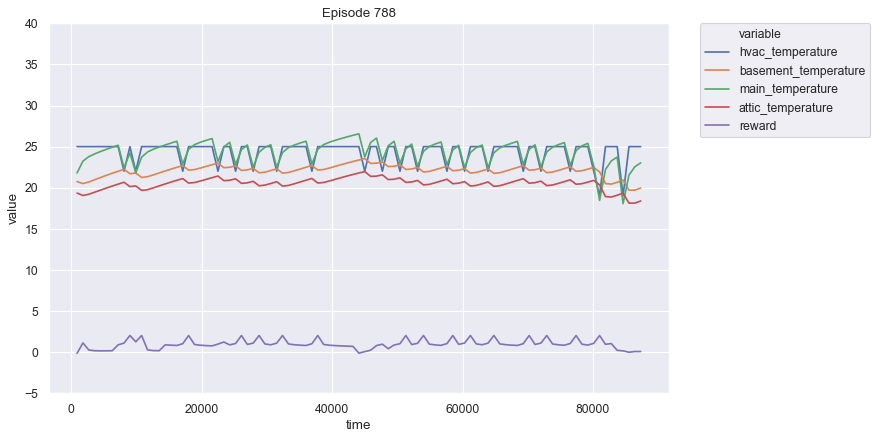 Episode 788
40
35
30
25
20
15
10
5
0
−5
value
0
20000
40000
60000
80000
time
variable
hvac_temperature
basement_temperature
main_temperature
attic_temperature
reward